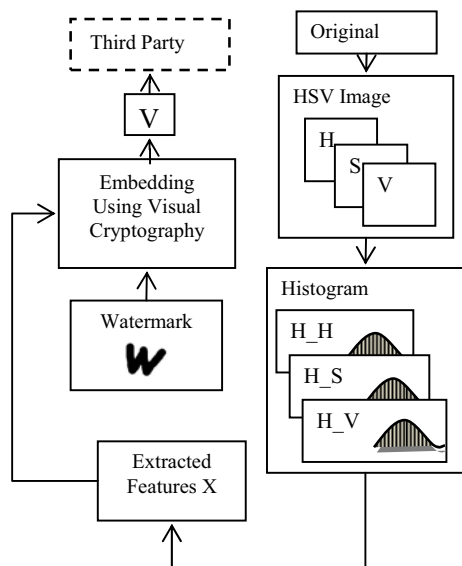 Third Party
V
Embedding
Using Visual
Cryptography
Watermark
W
Extracted
Features X
Original
HSV Image
H
S
V
Histogram
H_H
H_S
H_V